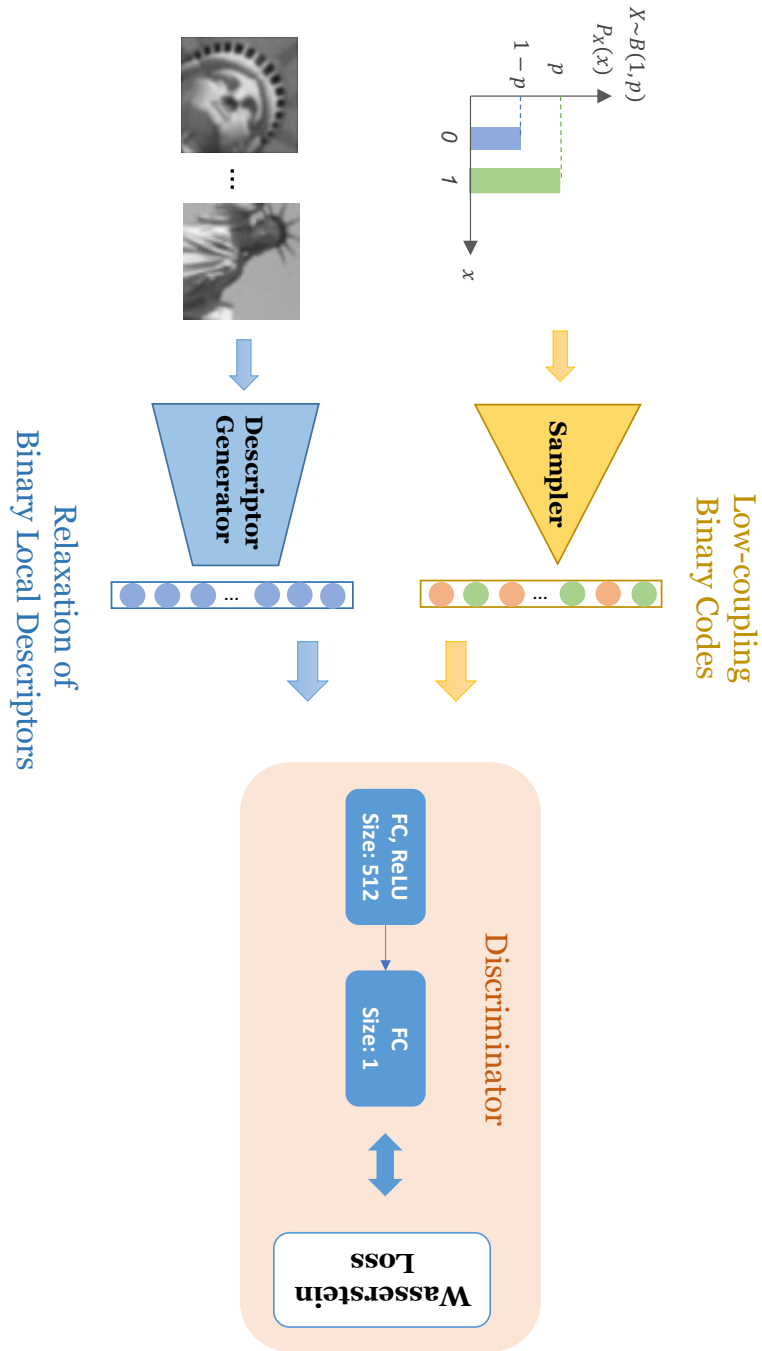 X~B(1,p)
P_X(x)
p
1 − p
0
1
x
...
Sampler
...
Low-coupling
Binary Codes
Descriptor
Generator
...
Relaxation of
Binary Local Descriptors
Discriminator
FC, ReLU
Size: 512
FC
Size: 1
Wasserstein
Loss